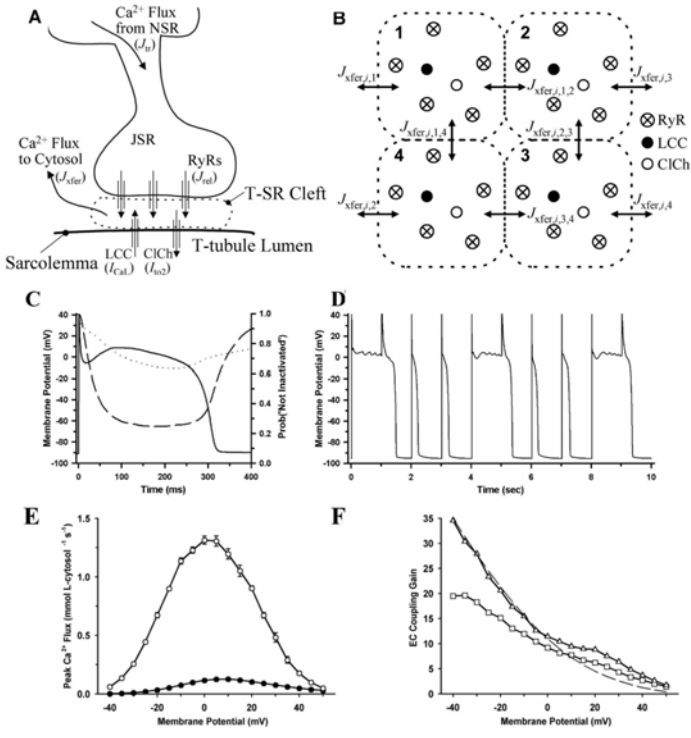 A
Ca2+ Flux
from NSR
(Jtr)
JSR
Ca2+ Flux
to Cytosol
(Jxfer)
RyRs
(Jrel)
T-SR Cleft
T-tubule Lumen
Sarcolemma
LCC
(ICaL)
ClCh
(Ito2)
B
1
2
Jxfer,i,1
Jxfer,i,1,2
Jxfer,i,3
Jxfer,i,1,4
Jxfer,i,2,3
RyR
LCC
ClCh
4
3
Jxfer,i,2
Jxfer,i,3,4
Jxfer,i,4
C
Membrane Potential (mV)
40
20
0
-20
-40
-60
-80
-100
0
100
200
300
400
Time (ms)
1.0
0.8
0.6
0.4
0.2
0.0
Prob('Not Inactivated')
D
Membrane Potential (mV)
40
20
0
-20
-40
-60
-80
-100
0
2
4
6
8
10
Time (sec)
E
Peak Ca2+ Flux (mmol L-cytosol -1 s-1)
1.5
1.0
0.5
0.0
-40
-20
0
20
40
Membrane Potential (mV)
F
EC Coupling Gain
35
30
25
20
15
10
5
0
-40
-30
-20
-10
0
10
20
30
40
50
Membrane Potential (mV)